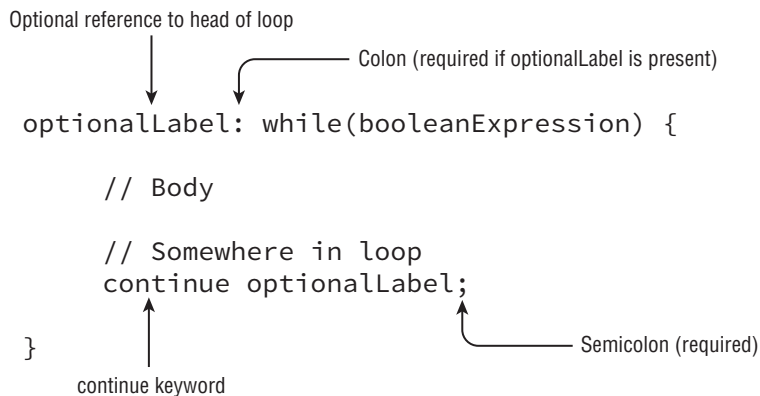 Optional reference to head of loop
Colon (required if optionalLabel is present)
optionalLabel: while(booleanExpression) {
// Body
// Somewhere in loop
continue optionalLabel;
}
Semicolon (required)
continue keyword